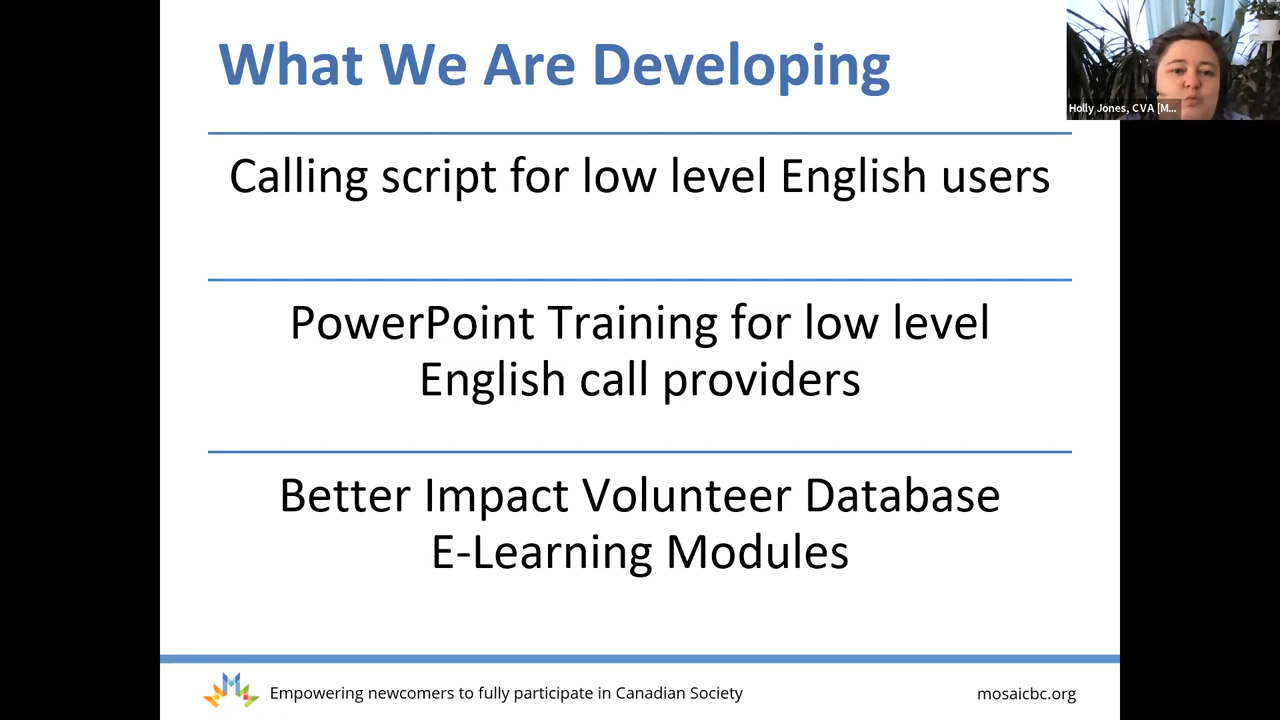 What We Are Developing
Holly Jones, CVA [M...
Calling script for low level English users
PowerPoint Training for low level
English call providers
Better Impact Volunteer Database
E-Learning Modules
Empowering newcomers to fully participate in Canadian Society
mosaicbc.org